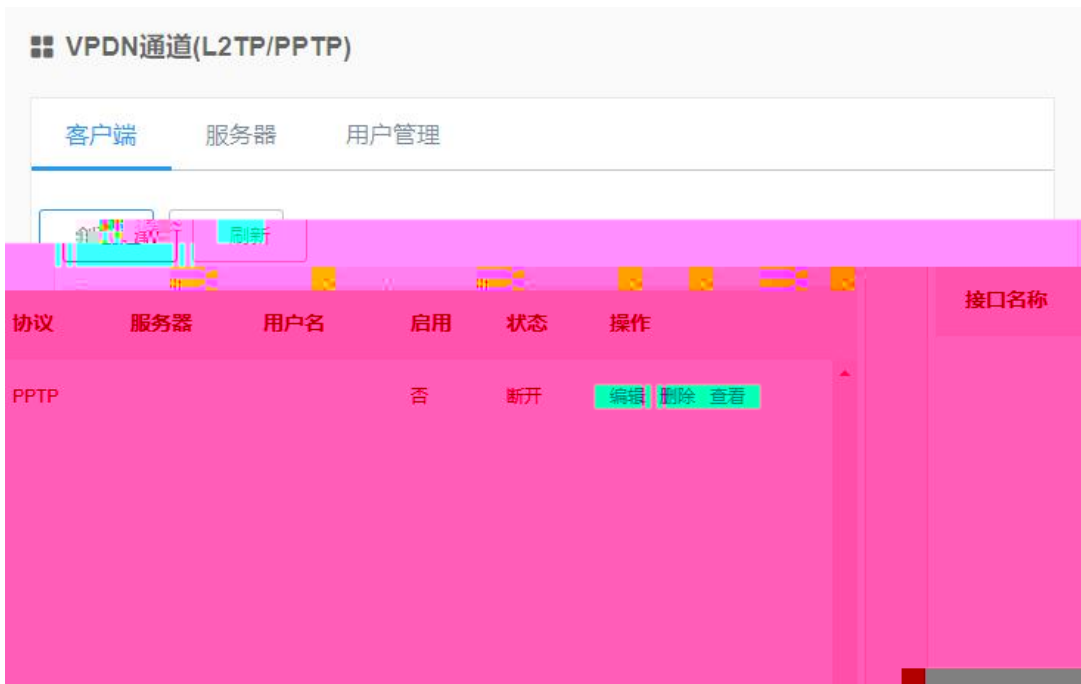 VPDN通道(L2TP/PPTP)
客户端 服务器 用户管理
刷新
协议 服务器 用户名 启用 状态 操作 接口名称
PPTP 否 断开 编辑 删除 查看